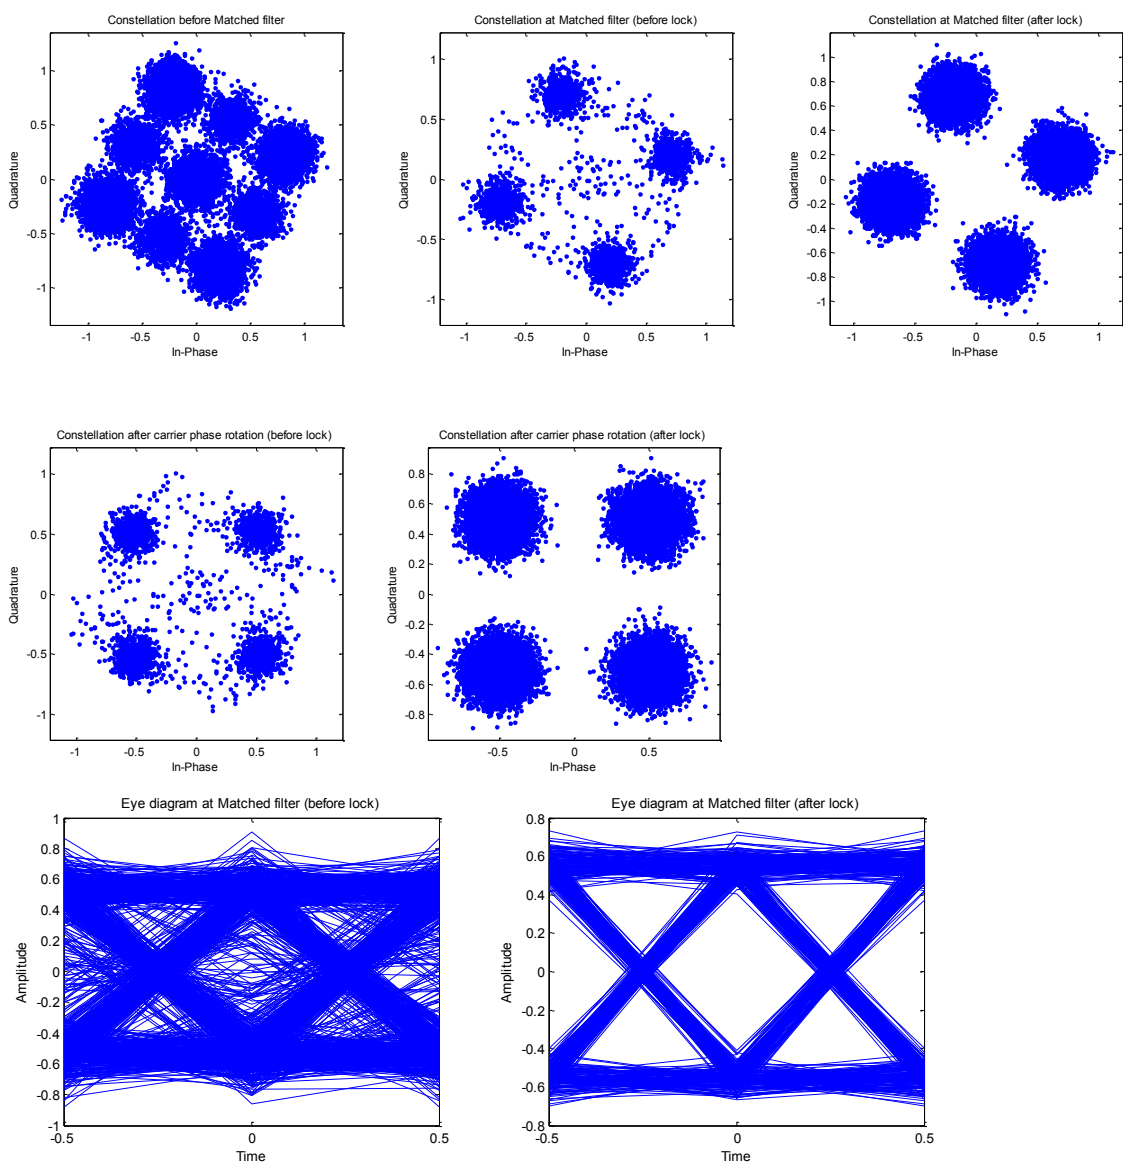 Constellation before Matched filter
1
0.5
0
-0.5
-1
Quadrature
-1 -0.5 0 0.5 1
In-Phase
Constellation at Matched filter (before lock)
1
0.5
0
-0.5
-1
Quadrature
-1 -0.5 0 0.5 1
In-Phase
Constellation at Matched filter (after lock)
1
0.8
0.6
0.4
0.2
0
-0.2
-0.4
-0.6
-0.8
-1
Quadrature
-1 -0.5 0 0.5 1
In-Phase
Constellation after carrier phase rotation (before lock)
1
0.5
0
-0.5
-1
Quadrature
-1 -0.5 0 0.5 1
In-Phase
Constellation after carrier phase rotation (after lock)
0.8
0.6
0.4
0.2
0
-0.2
-0.4
-0.6
-0.8
Quadrature
-0.5 0 0.5
In-Phase
Eye diagram at Matched filter (before lock)
1
0.8
0.6
0.4
0.2
0
-0.2
-0.4
-0.6
-0.8
-1
Amplitude
-0.5 0 0.5
Time
Eye diagram at Matched filter (after lock)
0.8
0.6
0.4
0.2
0
-0.2
-0.4
-0.6
-0.8
Amplitude
-0.5 0 0.5
Time